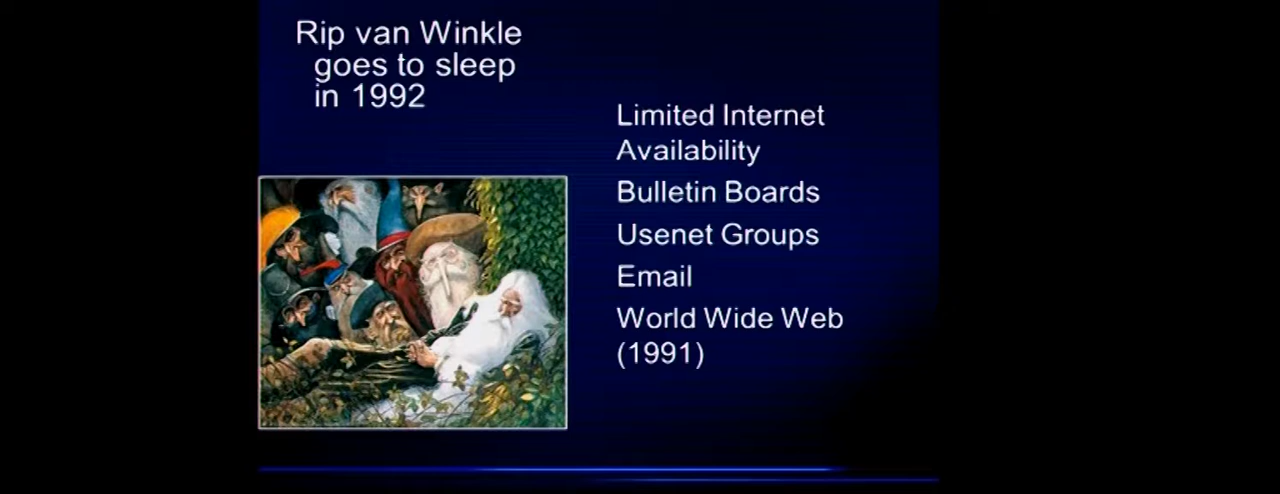 Rip van Winkle
goes to sleep
in 1992
Limited Internet
Availability
Bulletin Boards
Usenet Groups
Email
World Wide Web
(1991)